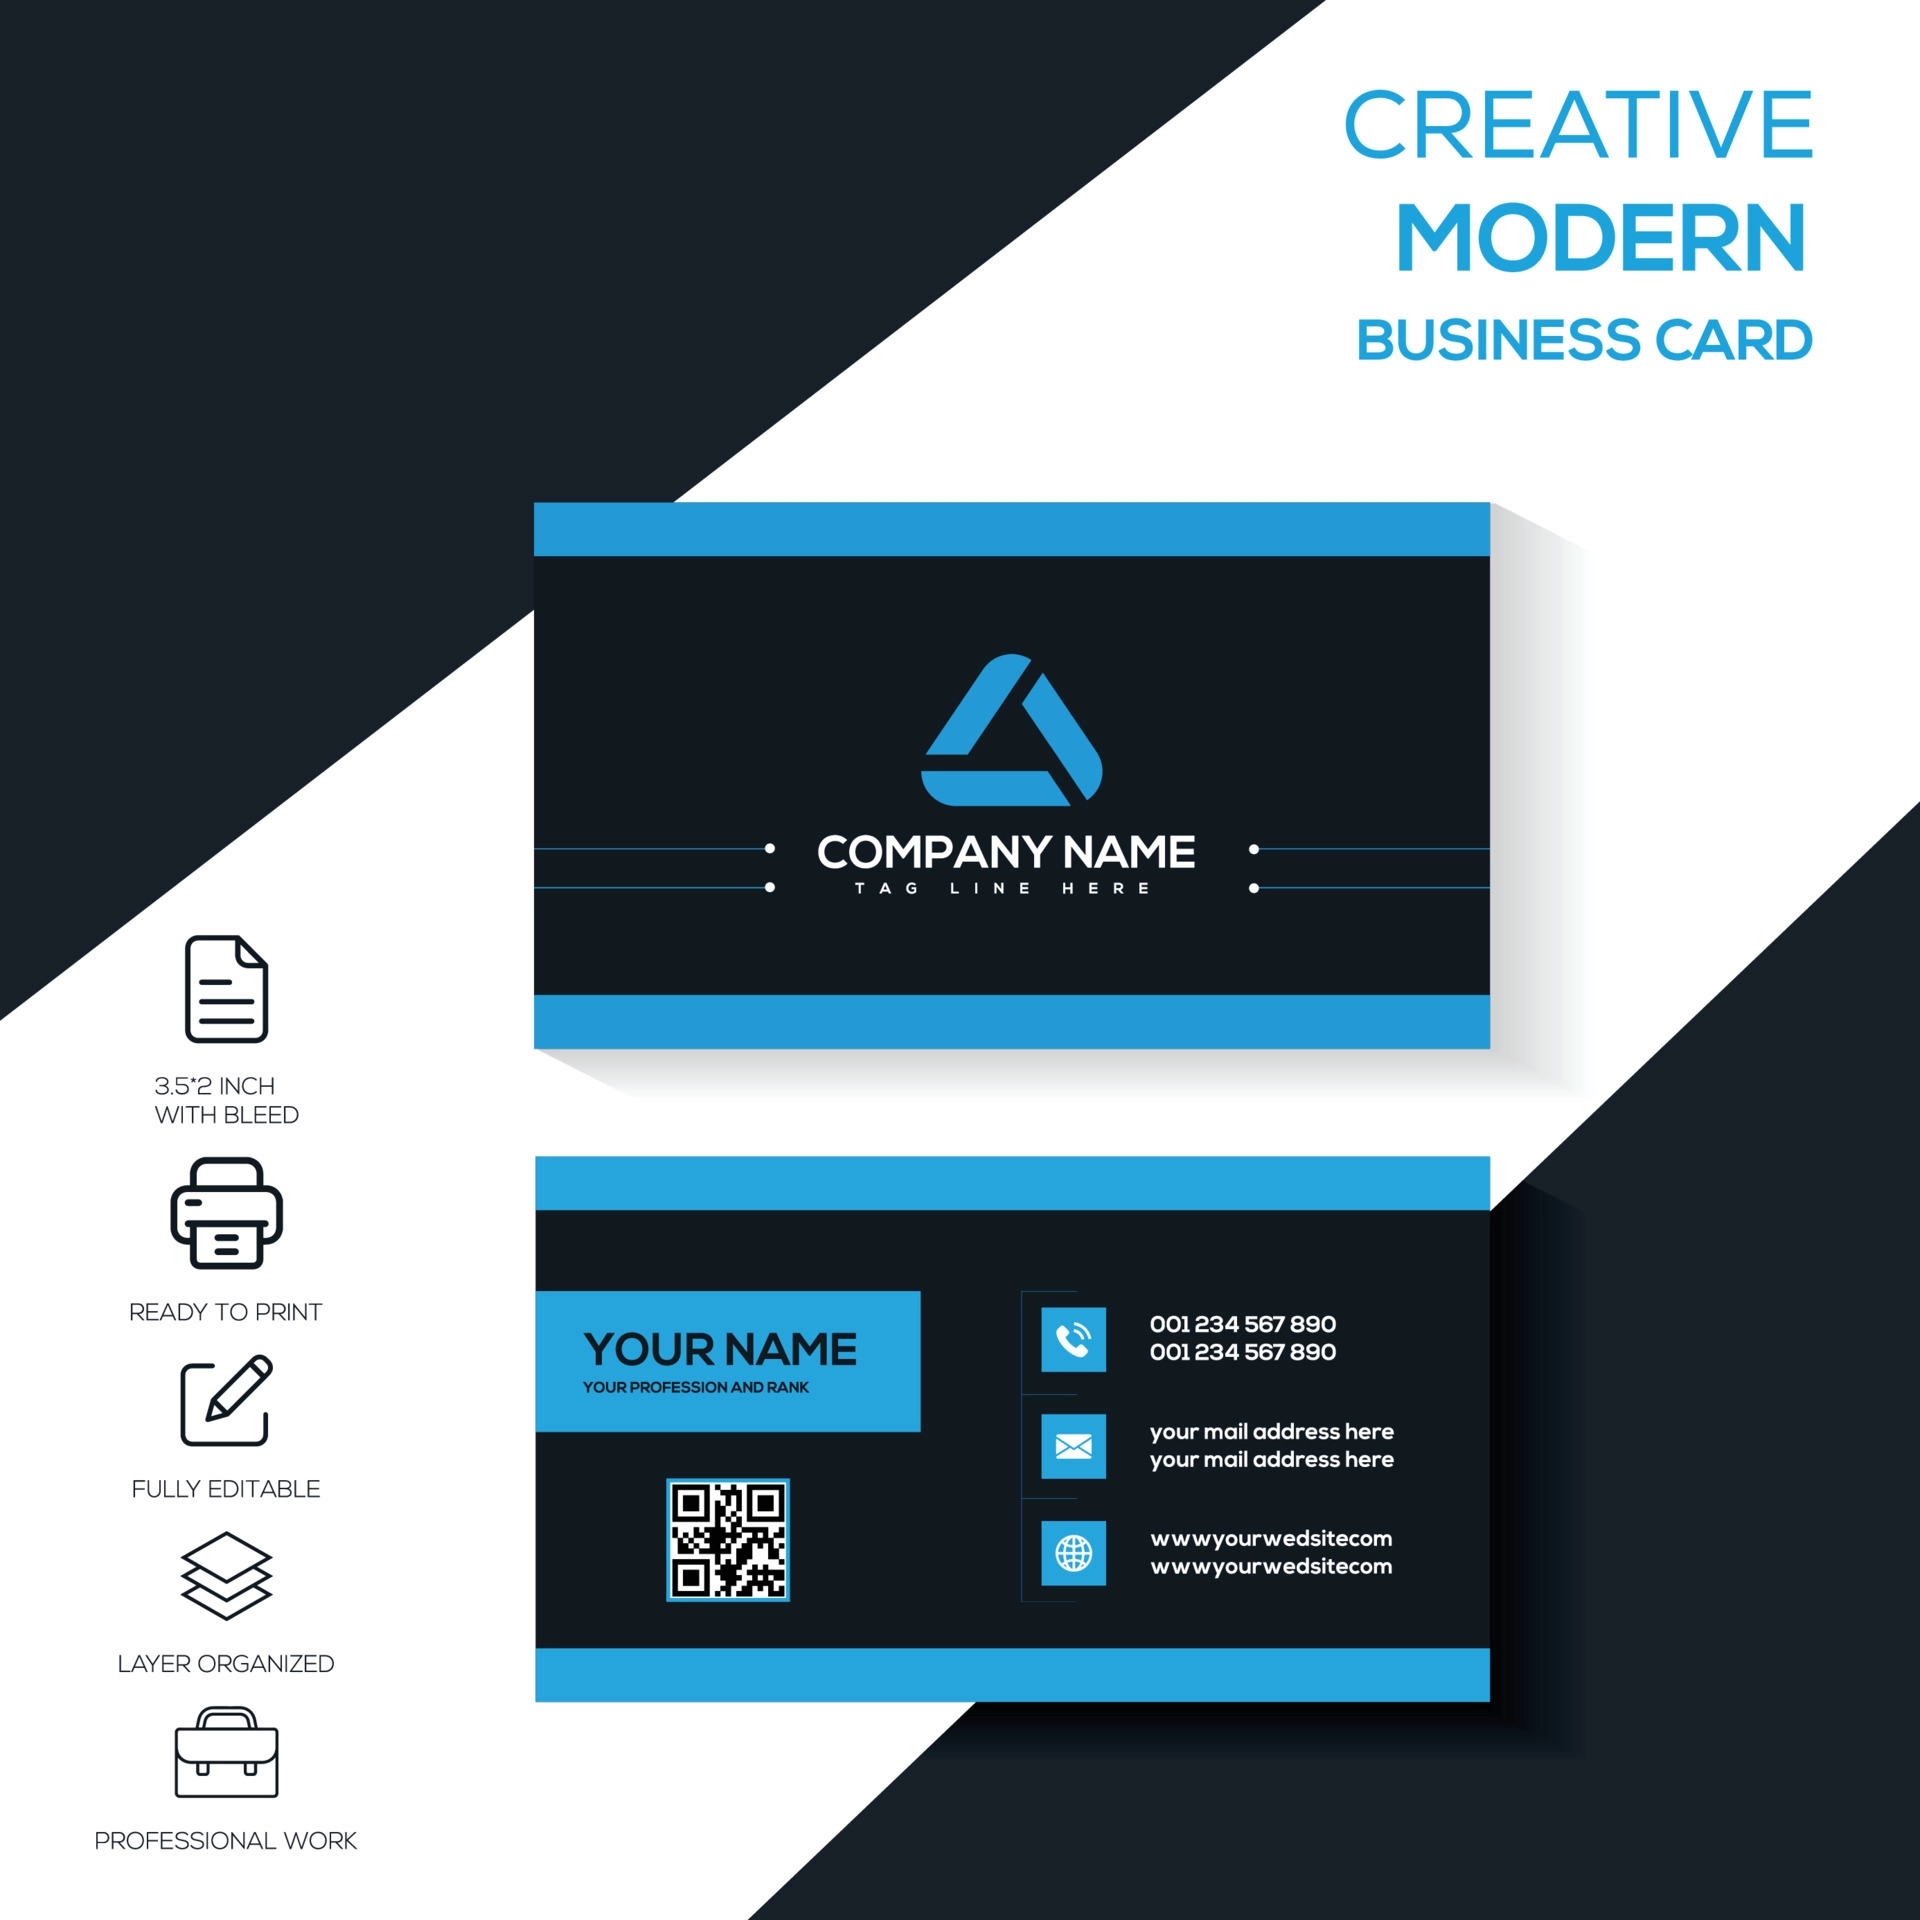 CREATIVE
MODERN
BUSINESS CARD
COMPANY NAME
TAG LINE HERE
3.5*2 INCH
WITH BLEED
READY TO PRINT
FULLY EDITABLE
LAYER ORGANIZED
PROFESSIONAL WORK
YOUR NAME
YOUR PROFESSION AND RANK
001 234 567 890
001 234 567 890
your mail address here
your mail address here
wwwyourwedsitecom
wwwyourwedsitecom